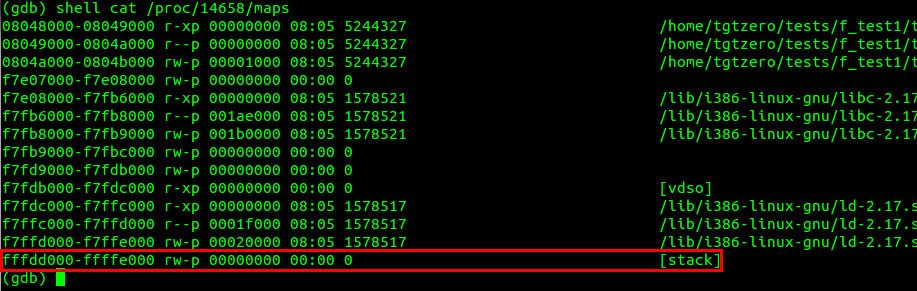 (gdb) shell cat /proc/14658/maps
08048000-08049000 r-xp 00000000 08:05 5244327 /home/tgtzero/tests/f_test1/t
08049000-0804a000 r--p 00000000 08:05 5244327 /home/tgtzero/tests/f_test1/t
0804a000-0804b000 rw-p 00001000 08:05 5244327 /home/tgtzero/tests/f_test1/t
f7e07000-f7e08000 rw-p 00000000 00:00 0
f7e08000-f7fb6000 r-xp 00000000 08:05 1578521 /lib/i386-linux-gnu/libc-2.17
f7fb6000-f7fb8000 r--p 001ae000 08:05 1578521 /lib/i386-linux-gnu/libc-2.17
f7fb8000-f7fb9000 rw-p 001b0000 08:05 1578521 /lib/i386-linux-gnu/libc-2.17
f7fb9000-f7fbc000 rw-p 00000000 00:00 0
f7fd9000-f7fdb000 rw-p 00000000 00:00 0
f7fdb000-f7fdc000 r-xp 00000000 00:00 0 [vdso]
f7fdc000-f7ffc000 r-xp 00000000 08:05 1578517 /lib/i386-linux-gnu/ld-2.17.s
f7ffc000-f7ffd000 r--p 0001f000 08:05 1578517 /lib/i386-linux-gnu/ld-2.17.s
f7ffd000-f7ffe000 rw-p 00020000 08:05 1578517 /lib/i386-linux-gnu/ld-2.17.s
fffdd000-ffffe000 rw-p 00000000 00:00 0 [stack]
(gdb)